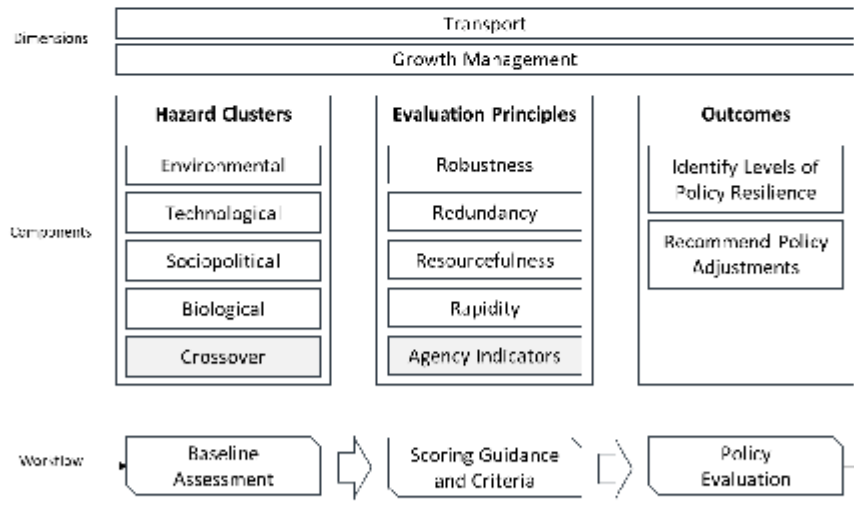 Dimensions
Transport
Growth Management
Hazard Clusters
Evaluation Principles
Outcomes
Components
Environmental
Technological
Sociopolitical
Biological
Crossover
Robustness
Redundancy
Resourcefulness
Rapidity
Agency Indicators
Identify Levels of
Policy Resilience
Recommend Policy
Adjustments
Workflow
Baseline
Assessment
Scoring Guidance
and Criteria
Policy
Evaluation